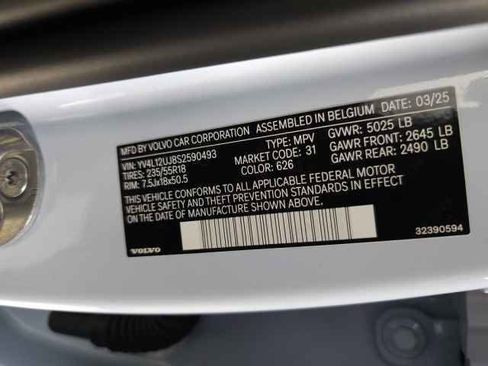 MFD BY VOLVO CAR CORPORATION ASSEMBLED IN BELGIUM DATE: 03/25
VIN: YV4L12UJBS2590493 TYPE: MPV GVWR: 5025 LB
TIRES: 235/55R18 MARKET CODE: 31 GAWR FRONT: 2645 LB
RIM: 7.5Jx18x50.5 COLOR: 626 GAWR REAR: 2490 LB
THIS VEHICLE CONFORMS TO ALL APPLICABLE FEDERAL MOTOR
VEHICLE SAFETY AND THEFT PREVENTION STANDARDS IN EFFECT
ON THE DATE OF MANUFACTURE SHOWN ABOVE.
VOLVO 32390594